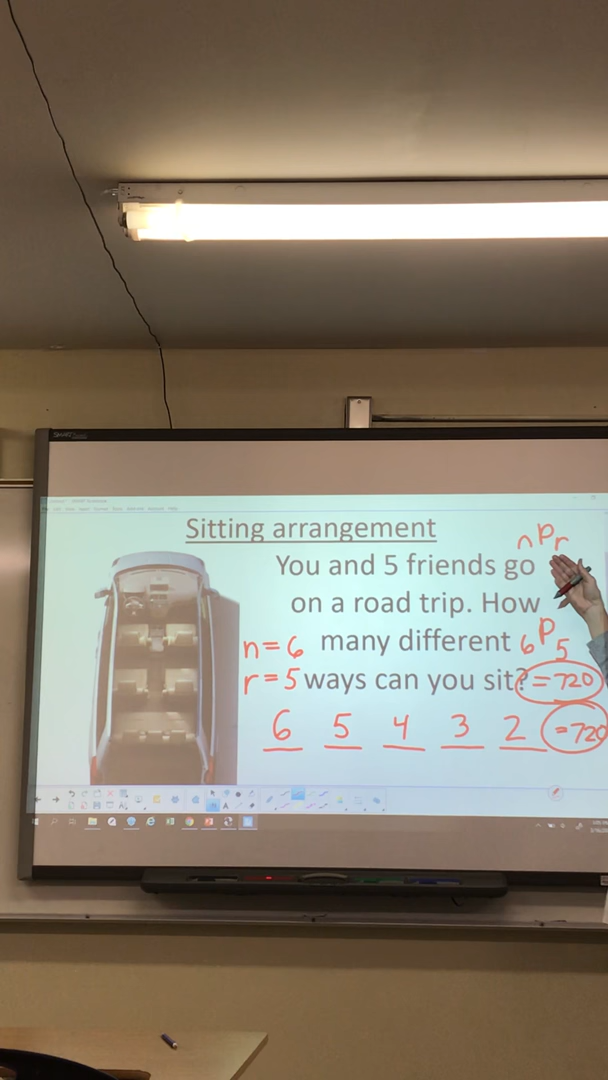 Sitting arrangement
nPr
You and 5 friends go
on a road trip. How
n=6 many different 6P5
r=5 ways can you sit? =720
6 5 4 3 2 =720